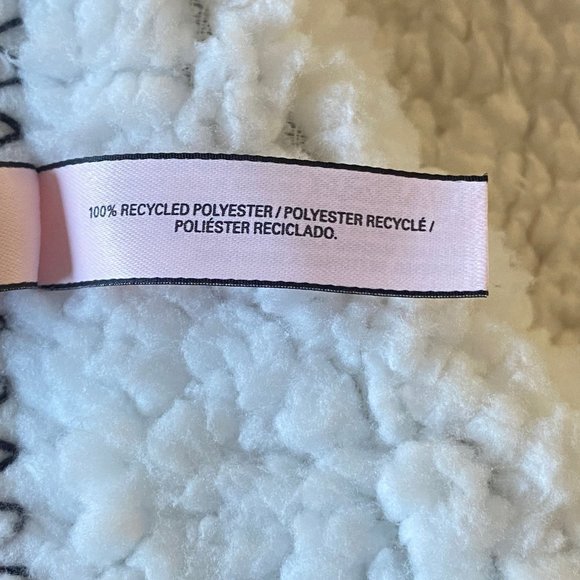 100% RECYCLED POLYESTER / POLYESTER RECYCLÉ /
POLIÉSTER RECICLADO.